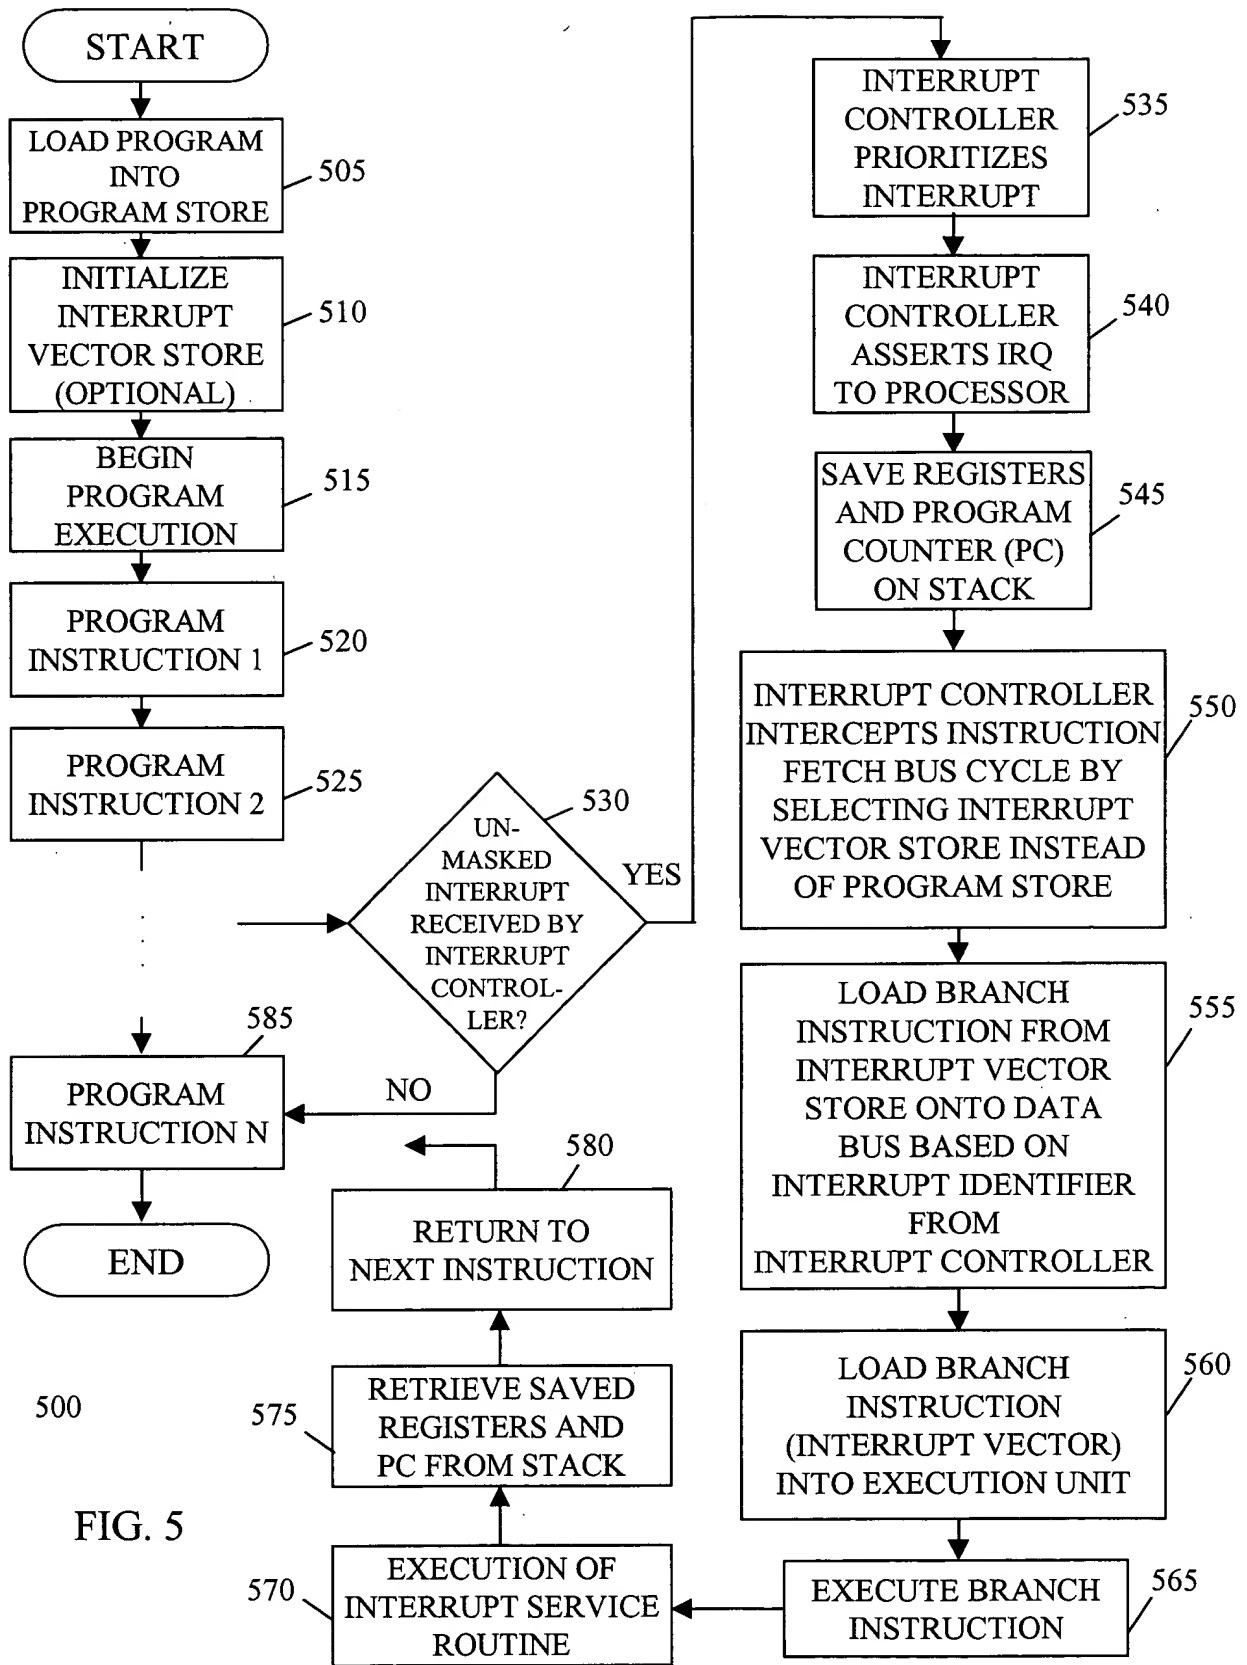 START
LOAD PROGRAM
INTO
PROGRAM STORE
505
INITIALIZE
INTERRUPT
VECTOR STORE
(OPTIONAL)
510
BEGIN
PROGRAM
EXECUTION
515
PROGRAM
INSTRUCTION 1
520
PROGRAM
INSTRUCTION 2
525
UN-
MASKED
INTERRUPT
RECEIVED BY
INTERRUPT
CONTROL-
LER?
530
YES
NO
INTERRUPT
CONTROLLER
PRIORITIZES
INTERRUPT
535
INTERRUPT
CONTROLLER
ASSERTS IRQ
TO PROCESSOR
540
SAVE REGISTERS
AND PROGRAM
COUNTER (PC)
ON STACK
545
INTERRUPT CONTROLLER
INTERCEPTS INSTRUCTION
FETCH BUS CYCLE BY
SELECTING INTERRUPT
VECTOR STORE INSTEAD
OF PROGRAM STORE
550
LOAD BRANCH
INSTRUCTION FROM
INTERRUPT VECTOR
STORE ONTO DATA
BUS BASED ON
INTERRUPT IDENTIFIER
FROM
INTERRUPT CONTROLLER
555
LOAD BRANCH
INSTRUCTION
(INTERRUPT VECTOR)
INTO EXECUTION UNIT
560
EXECUTE BRANCH
INSTRUCTION
565
EXECUTION OF
INTERRUPT SERVICE
ROUTINE
570
RETRIEVE SAVED
REGISTERS AND
PC FROM STACK
575
RETURN TO
NEXT INSTRUCTION
580
585
PROGRAM
INSTRUCTION N
END
500
FIG. 5